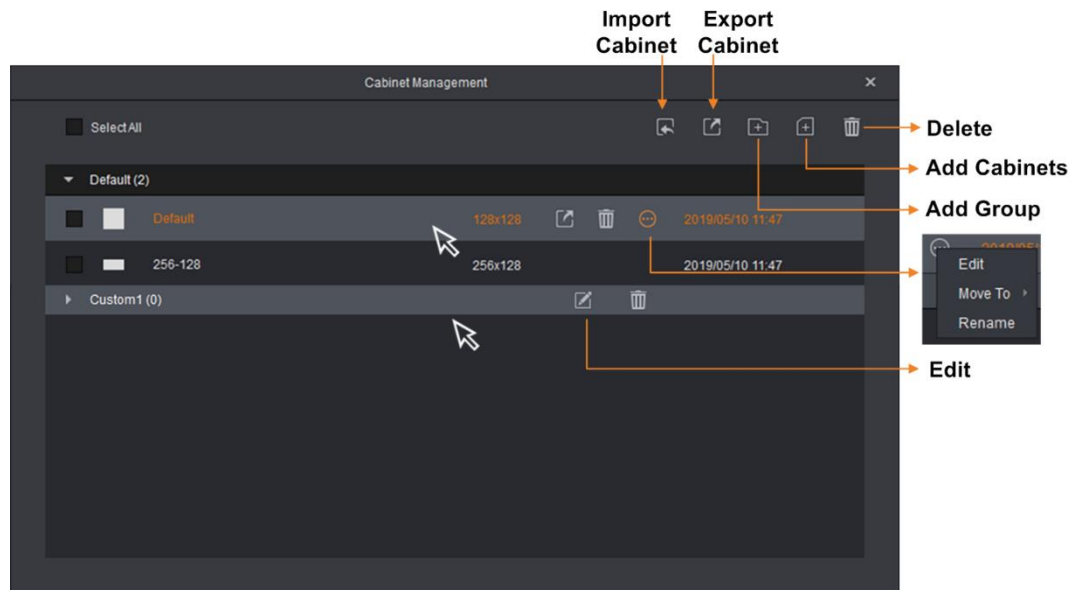 Import
Cabinet
Export
Cabinet
Cabinet Management
Select All
Delete
Add Cabinets
Default (2)
Add Group
Default 128x128 2019/05/10 11:47
256-128 256x128 2019/05/10 11:47
Edit
Move To
Rename
Custom1 (0)
Edit